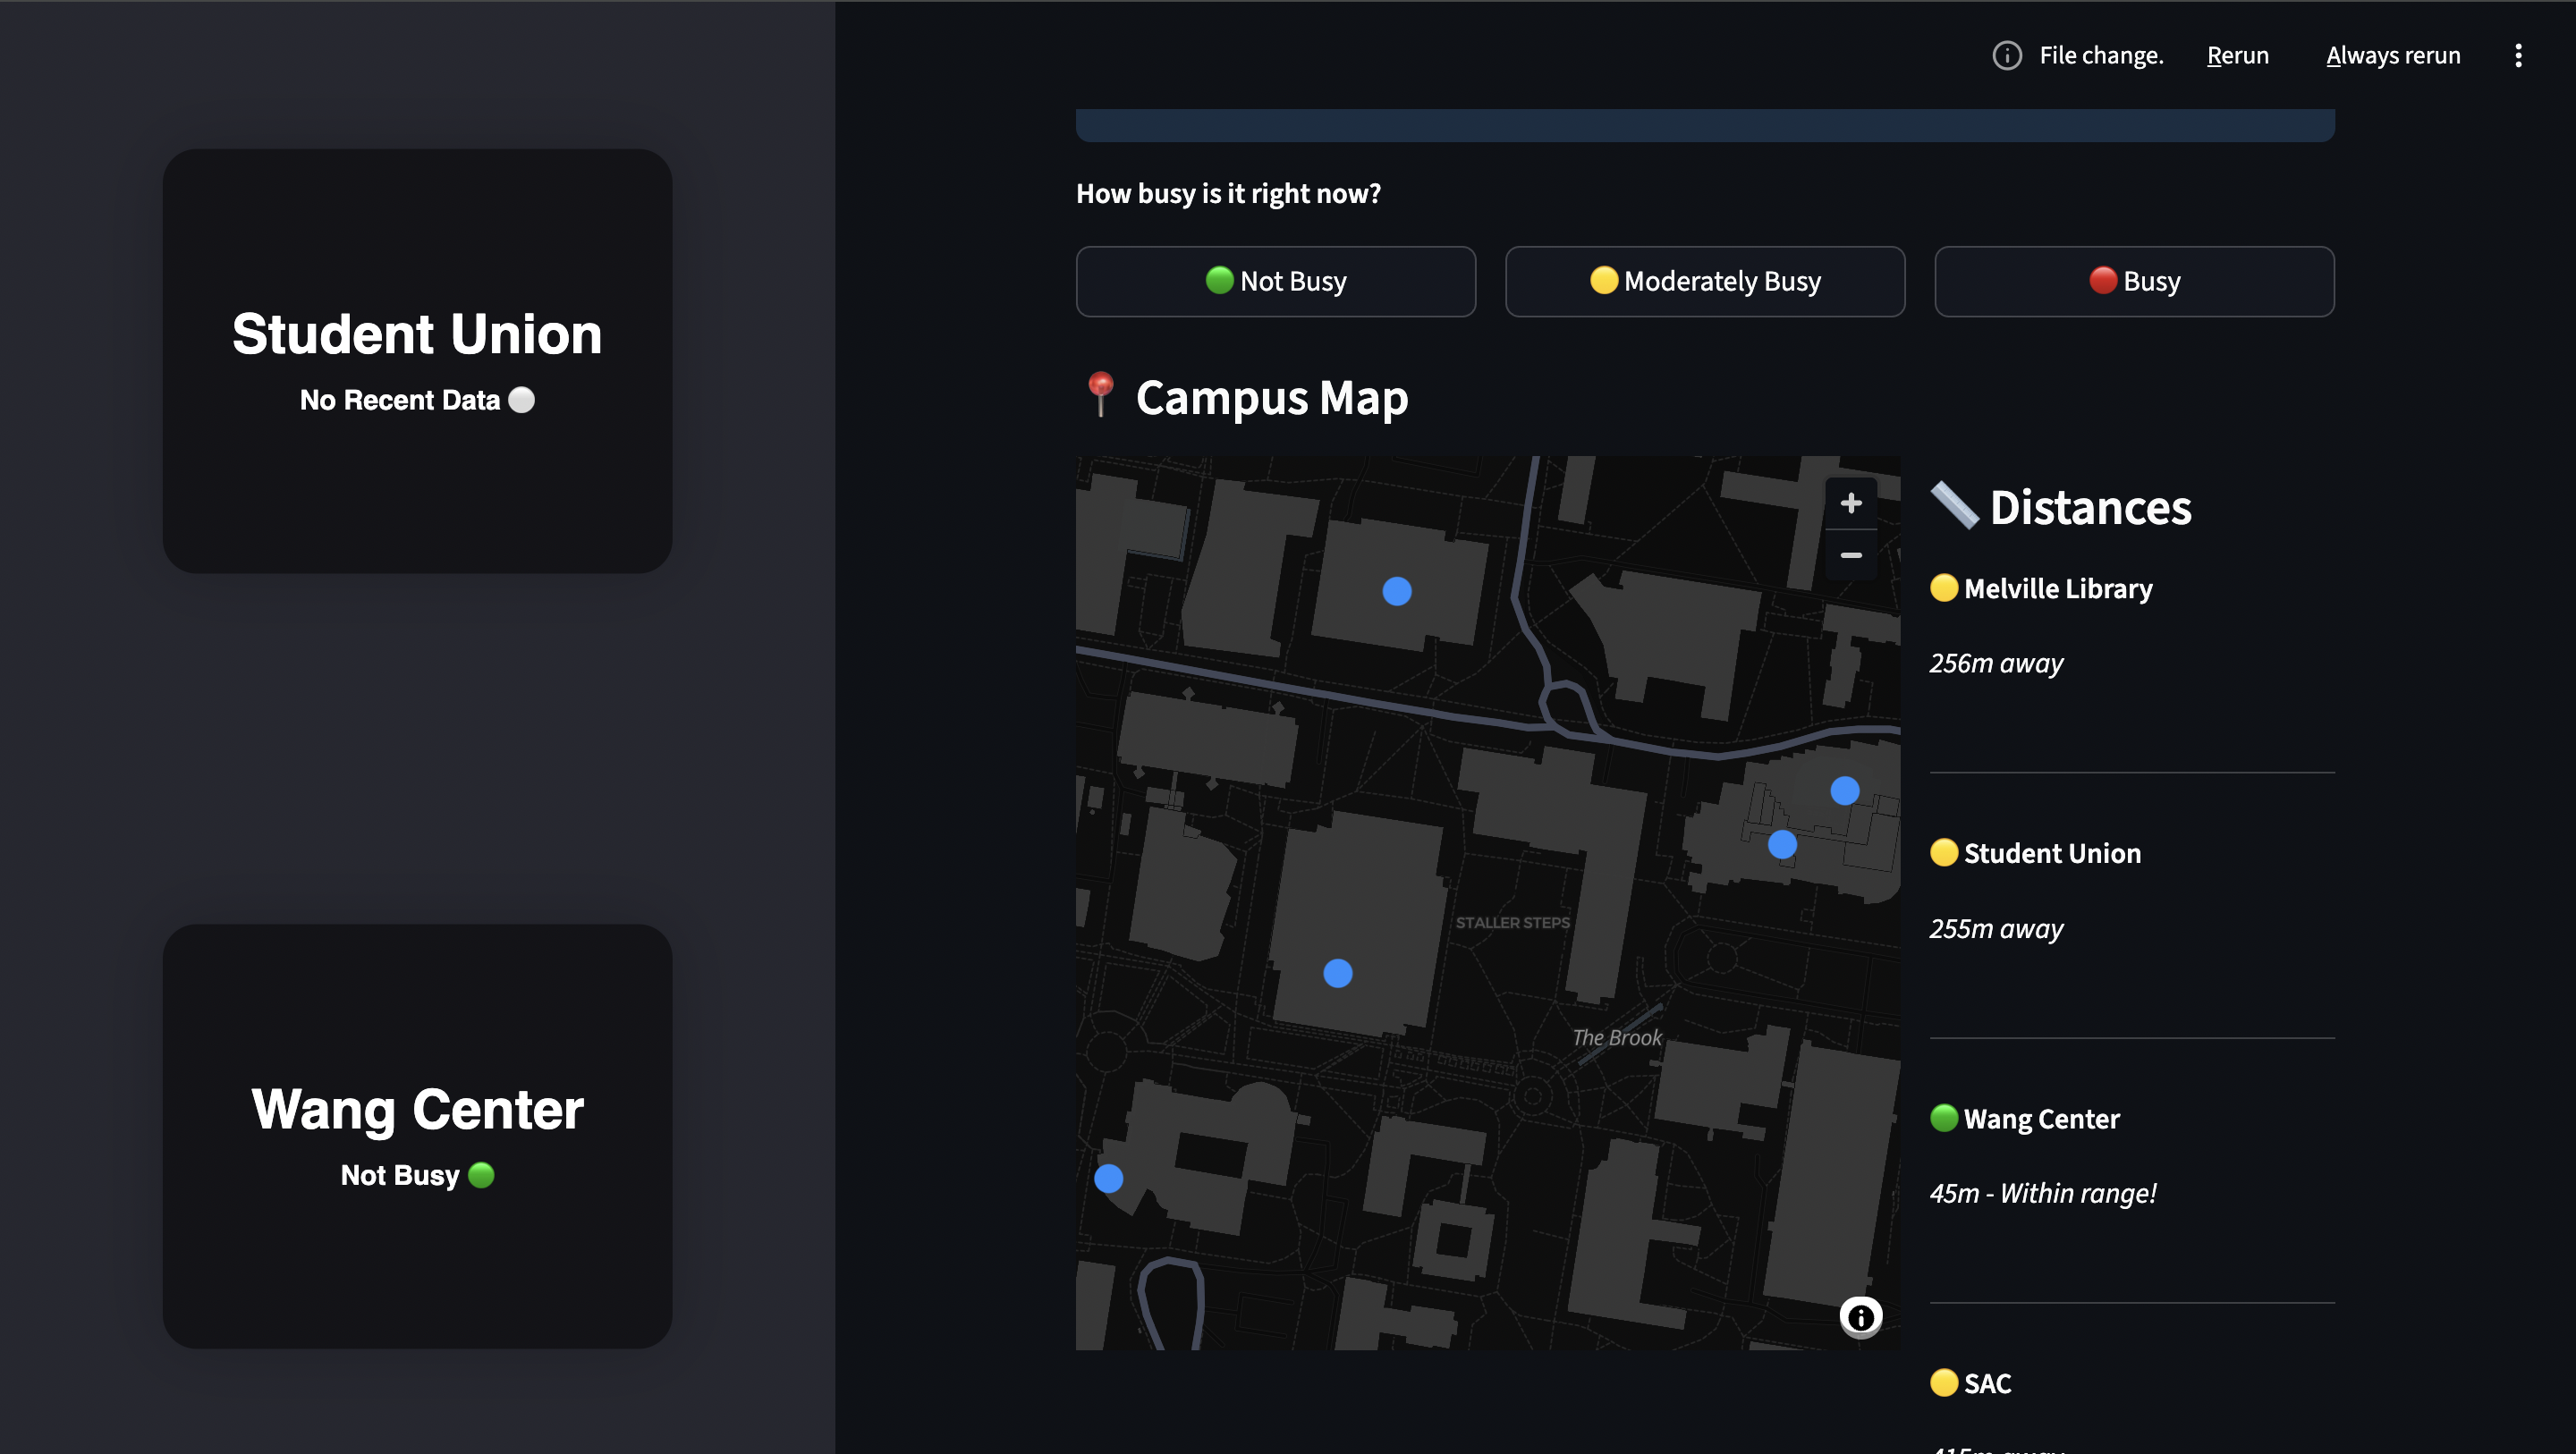 File change.
Rerun
Always rerun
Student Union
No Recent Data
Wang Center
Not Busy
How busy is it right now?
Not Busy
Moderately Busy
Busy
Campus Map
+
−
STALLER STEPS
The Brook
Distances
Melville Library
256m away
Student Union
255m away
Wang Center
45m - Within range!
SAC